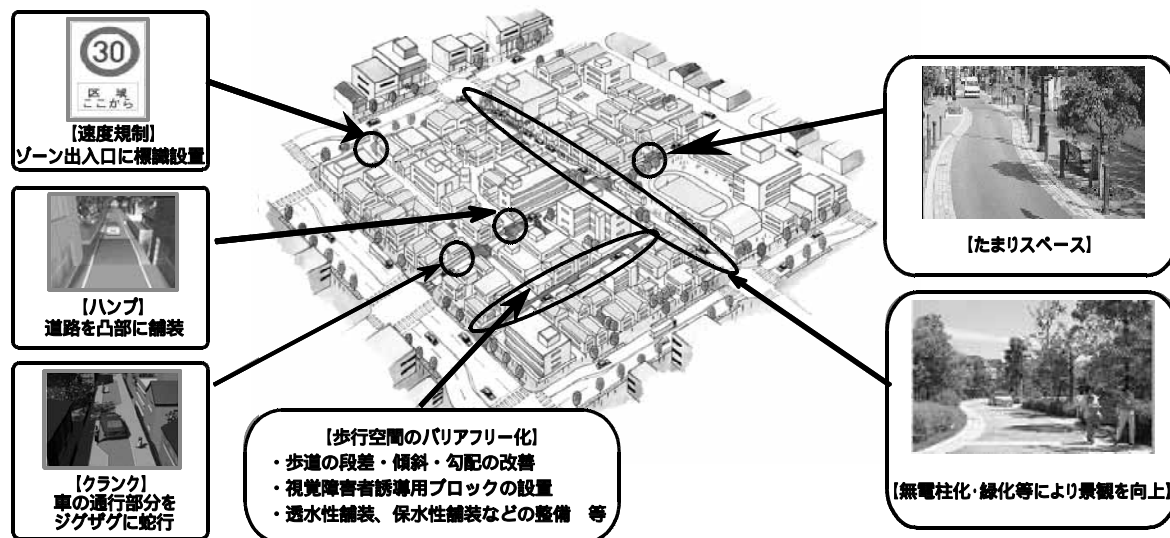 30
区域
ここから
【速度規制】
ゾーン出入口に標識設置
【ハンプ】
道路を凸部に舗装
【クランク】
車の通行部分を
ジグザグに蛇行
【歩行空間のバリアフリー化】
・歩道の段差・傾斜・勾配の改善
・視覚障害者誘導用ブロックの設置
・透水性舗装、保水性舗装などの整備　等
【たまりスペース】
【無電柱化・緑化等により景観を向上】